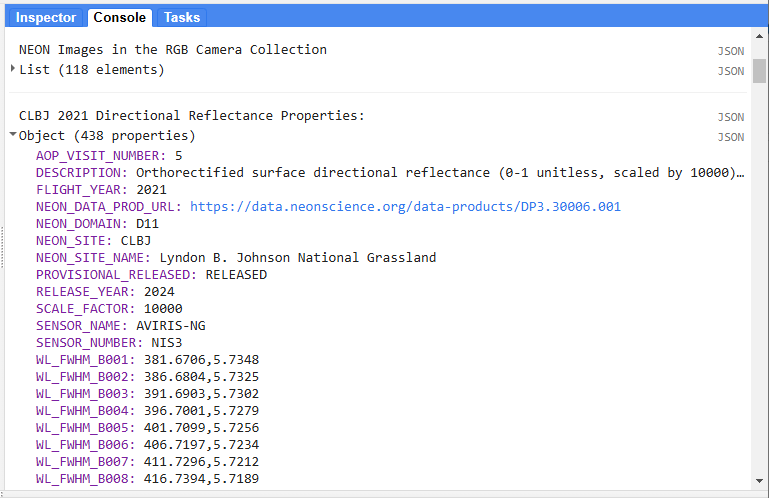 Inspector Console Tasks
NEON Images in the RGB Camera Collection JSON
List (118 elements) JSON
CLBJ 2021 Directional Reflectance Properties: JSON
Object (438 properties) JSON
AOP_VISIT_NUMBER: 5
DESCRIPTION: Orthorectified surface directional reflectance (0-1 unitless, scaled by 10000)…
FLIGHT_YEAR: 2021
NEON_DATA_PROD_URL: https://data.neonscience.org/data-products/DP3.30006.001
NEON_DOMAIN: D11
NEON_SITE: CLBJ
NEON_SITE_NAME: Lyndon B. Johnson National Grassland
PROVISIONAL_RELEASED: RELEASED
RELEASE_YEAR: 2024
SCALE_FACTOR: 10000
SENSOR_NAME: AVIRIS-NG
SENSOR_NUMBER: NIS3
WL_FWHM_B001: 381.6706,5.7348
WL_FWHM_B002: 386.6804,5.7325
WL_FWHM_B003: 391.6903,5.7302
WL_FWHM_B004: 396.7001,5.7279
WL_FWHM_B005: 401.7099,5.7256
WL_FWHM_B006: 406.7197,5.7234
WL_FWHM_B007: 411.7296,5.7212
WL_FWHM_B008: 416.7394,5.7189